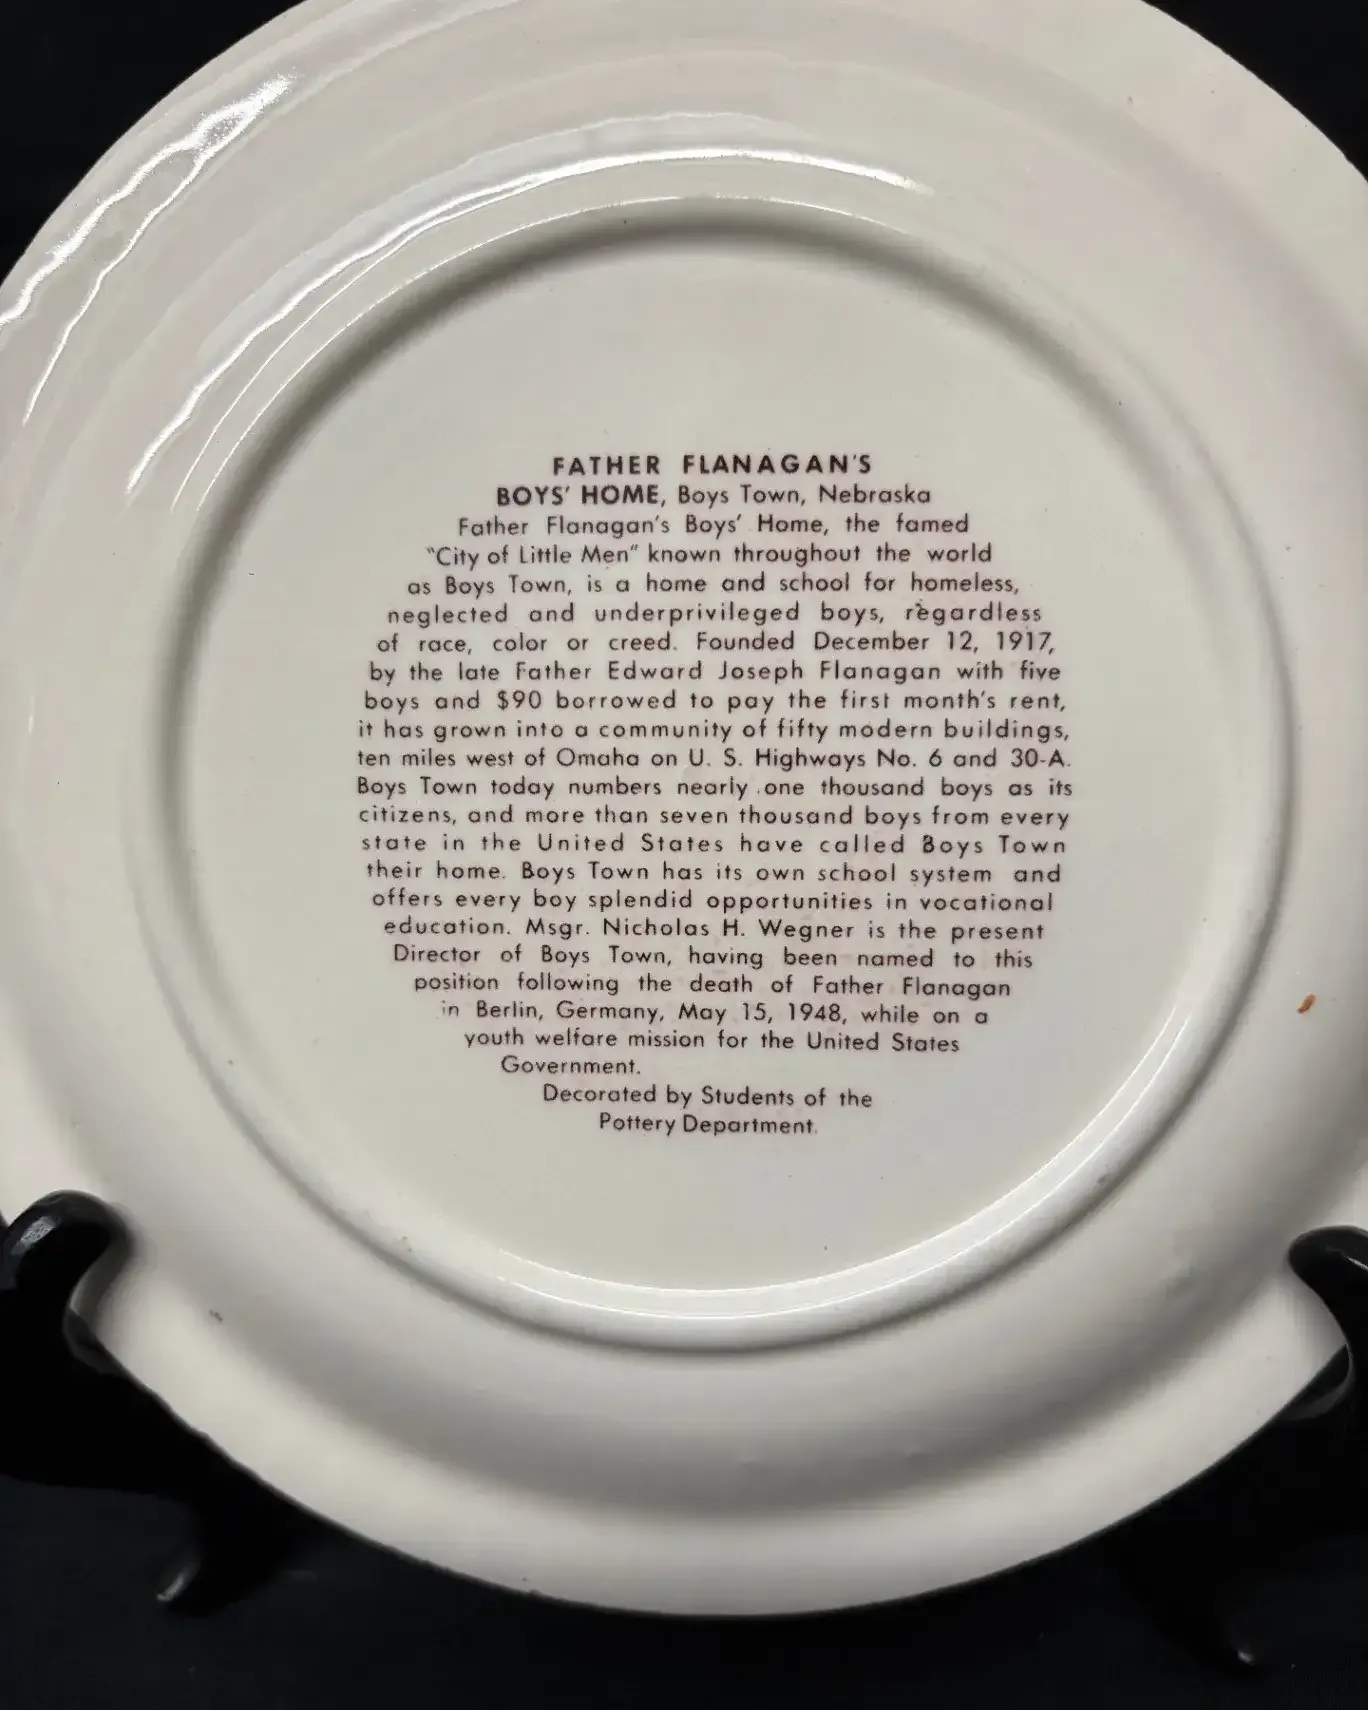 FATHER FLANAGAN'S
BOYS' HOME, Boys Town, Nebraska
Father Flanagan's Boys' Home, the famed
"City of Little Men" known throughout the world
as Boys Town, is a home and school for homeless,
neglected and underprivileged boys, regardless
of race, color or creed. Founded December 12, 1917,
by the late Father Edward Joseph Flanagan with five
boys and $90 borrowed to pay the first month's rent,
it has grown into a community of fifty modern buildings,
ten miles west of Omaha on U. S. Highways No. 6 and 30-A.
Boys Town today numbers nearly one thousand boys as its
citizens, and more than seven thousand boys from every
state in the United States have called Boys Town
their home. Boys Town has its own school system and
offers every boy splendid opportunities in vocational
education. Msgr. Nicholas H. Wegner is the present
Director of Boys Town, having been named to this
position following the death of Father Flanagan
in Berlin, Germany, May 15, 1948, while on a
youth welfare mission for the United States
Government.
Decorated by Students of the
Pottery Department.